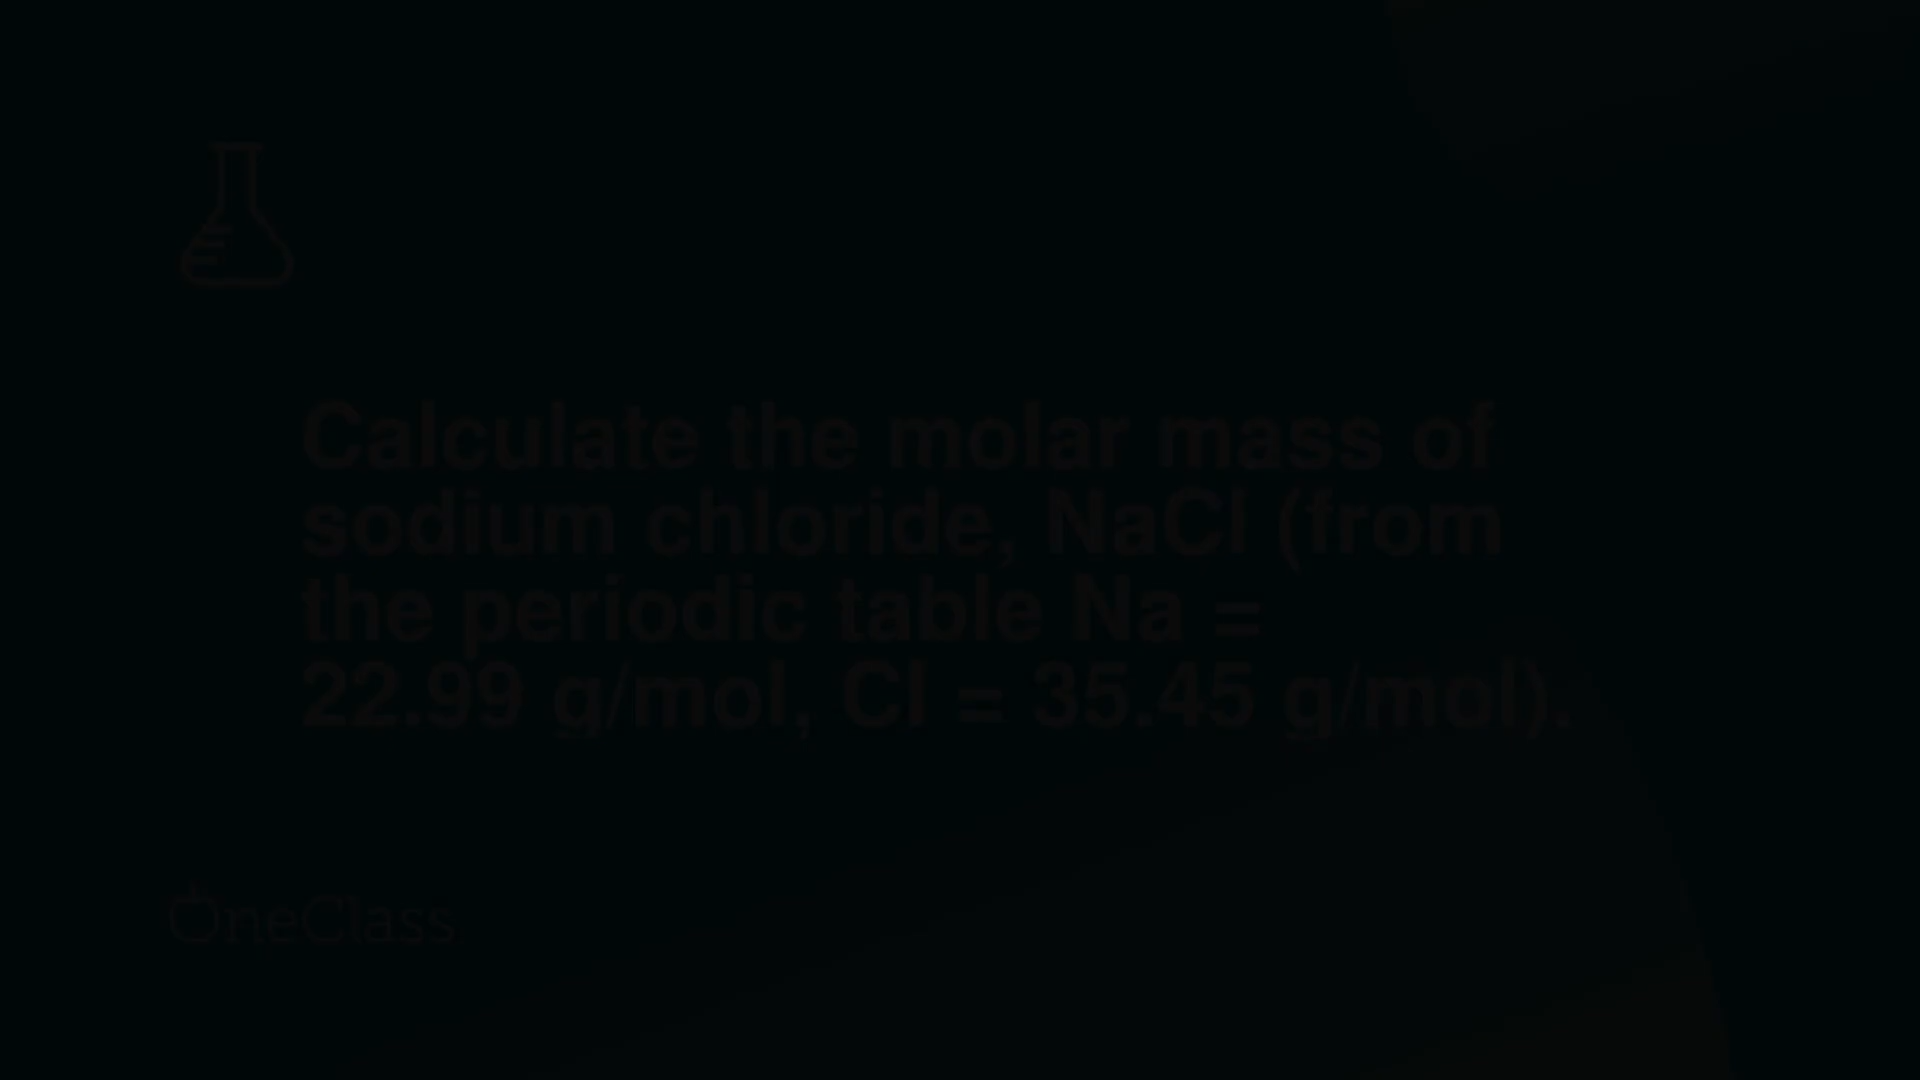 Calculate the molar mass of
sodium chloride, NaCl (from
the periodic table Na =
22.99 g/mol, Cl = 35.45 g/mol).
OneClass